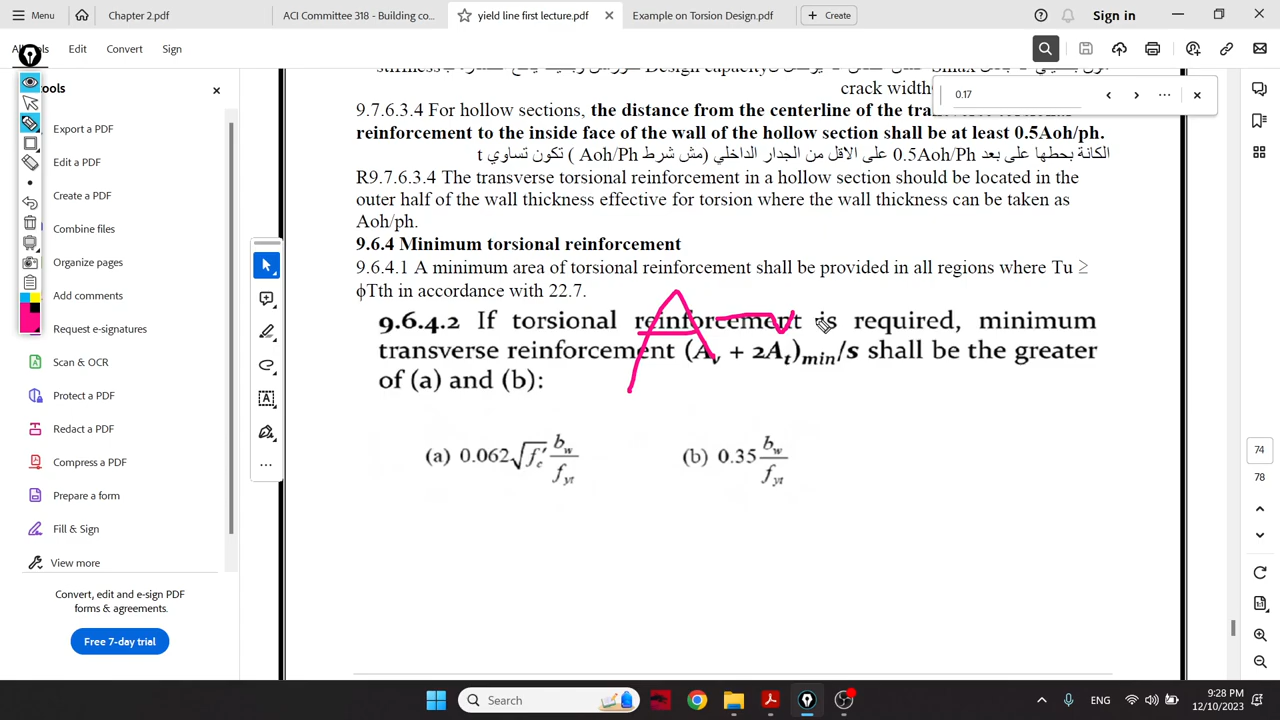 Menu
Chapter 2.pdf
ACI Committee 318 - Building co...
yield line first lecture.pdf
Example on Torsion Design.pdf
Create
Sign in
Edit
Convert
Sign
0.17
crack width
9.7.6.3.4 For hollow sections, the distance from the centerline of the
reinforcement to the inside face of the wall of the hollow section shall be at least 0.5Aoh/ph.
الكانة بحطها على بعد 0.5Aoh/Ph على الاقل من الجدار الداخلي (مش شرط Aoh/Ph ) تكون تساوي t
R9.7.6.3.4 The transverse torsional reinforcement in a hollow section should be located in the
outer half of the wall thickness effective for torsion where the wall thickness can be taken as
Aoh/ph.
9.6.4 Minimum torsional reinforcement
9.6.4.1 A minimum area of torsional reinforcement shall be provided in all regions where Tu ≥
ϕTth in accordance with 22.7.
9.6.4.2 If torsional reinforcement is required, minimum
transverse reinforcement (Av + 2At)min/s shall be the greater
of (a) and (b):
(a) 0.062√fc′ bw/fyt (b) 0.35 bw/fyt
A
Export a PDF
Edit a PDF
Create a PDF
Combine files
Organize pages
Add comments
Request e-signatures
Scan & OCR
Protect a PDF
Redact a PDF
Compress a PDF
Prepare a form
Fill & Sign
View more
Convert, edit and e-sign PDF
forms & agreements
Free 7-day trial
74
78
Search
ENG
9:28 PM
12/10/2023